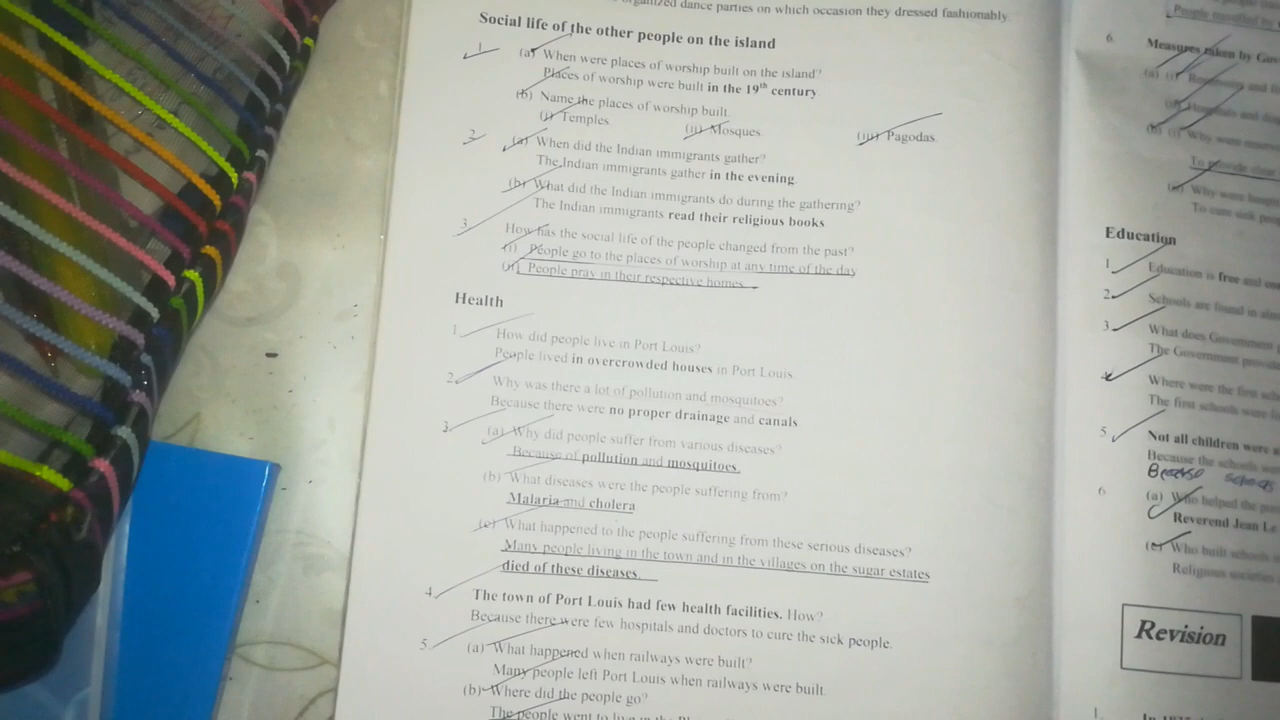 organized dance parties on which occasion they dressed fashionably
Social life of the other people on the island
1 (a) When were places of worship built on the island?
Places of worship were built in the 19th century
(b) Name the places of worship built.
(i) Temples (ii) Mosques (iii) Pagodas
2 (a) When did the Indian immigrants gather?
The Indian immigrants gather in the evening
(b) What did the Indian immigrants do during the gathering?
The Indian immigrants read their religious books
3 How has the social life of the people changed from the past?
(i) People go to the places of worship at any time of the day
(ii) People pray in their respective homes.
Health
1. How did people live in Port Louis?
People lived in overcrowded houses in Port Louis.
2. Why was there a lot of pollution and mosquitoes?
Because there were no proper drainage and canals
3. (a) Why did people suffer from various diseases?
Because of pollution and mosquitoes.
(b) What diseases were the people suffering from?
Malaria and cholera
(c) What happened to the people suffering from these serious diseases?
Many people living in the town and in the villages on the sugar estates
died of these diseases.
4. The town of Port Louis had few health facilities. How?
Because there were few hospitals and doctors to cure the sick people.
5. (a) What happened when railways were built?
Many people left Port Louis when railways were built.
(b) Where did the people go?
The people went to live in the
People travelled
6. Measures taken by
(a) (i)
(ii) Hospitals and
(b) (i) Why were
To provide clear
(ii) Why were
To cure sick
Education
1 Education is free and
2 Schools are found in
3 What does Government
The Government
4 Where were the first
The first schools were
5 Not all children were
Because the schools
6 (a) Who helped the
Reverend Jean
(c) Who built schools
Religious societies
Revision
1.